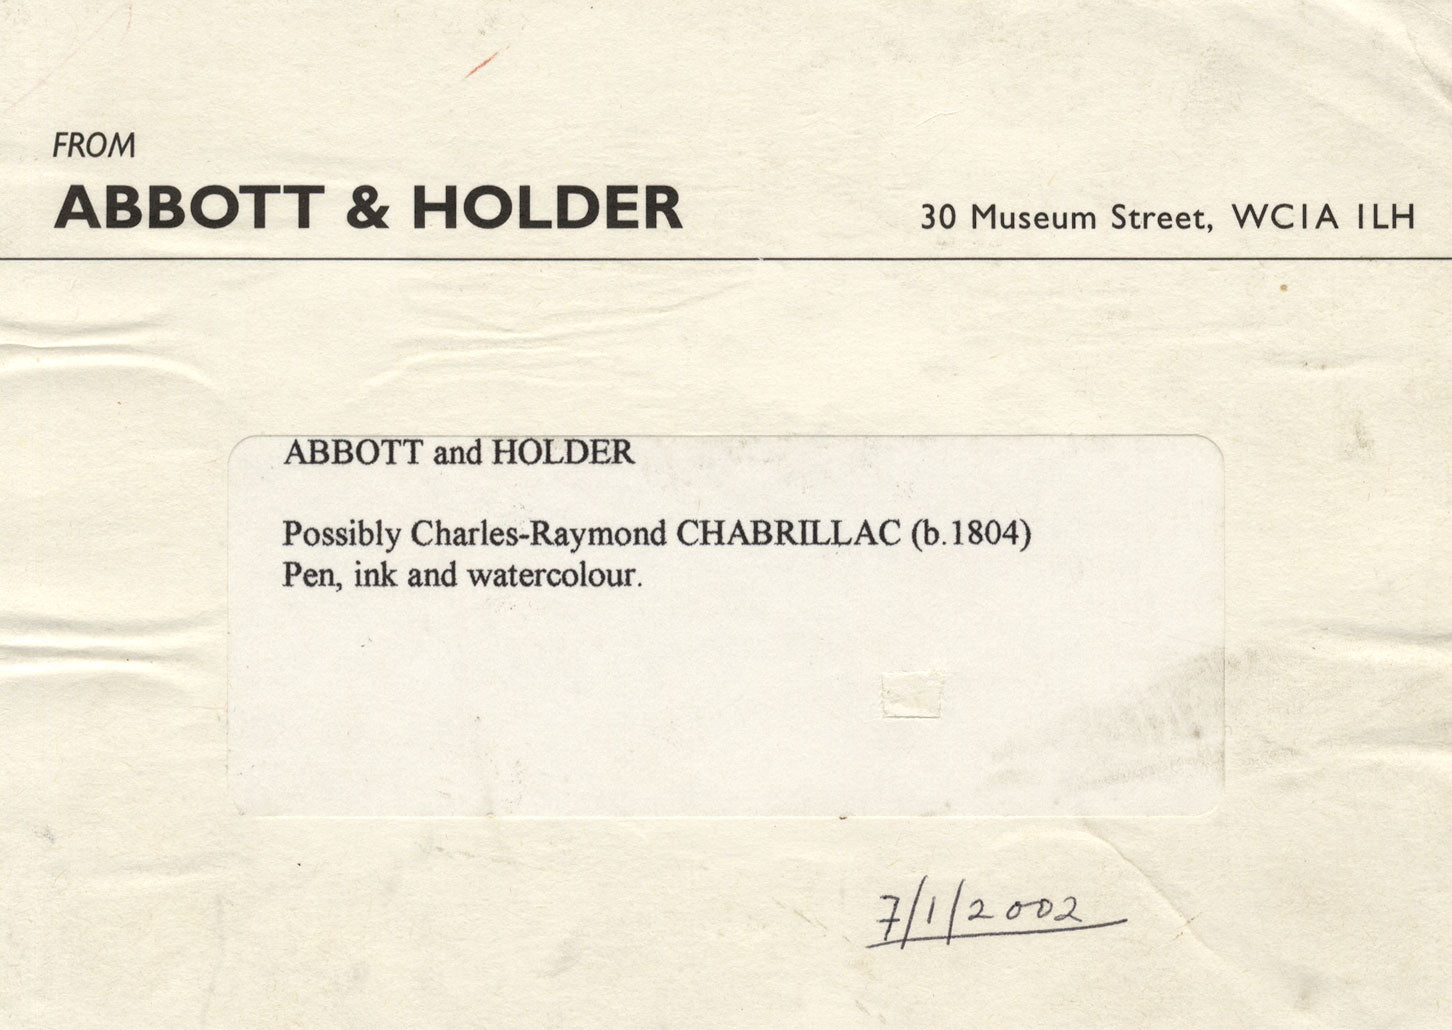 FROM
ABBOTT & HOLDER
30 Museum Street, WC1A 1LH
ABBOTT and HOLDER
Possibly Charles-Raymond CHABRILLAC (b.1804)
Pen, ink and watercolour.
7/1/2002